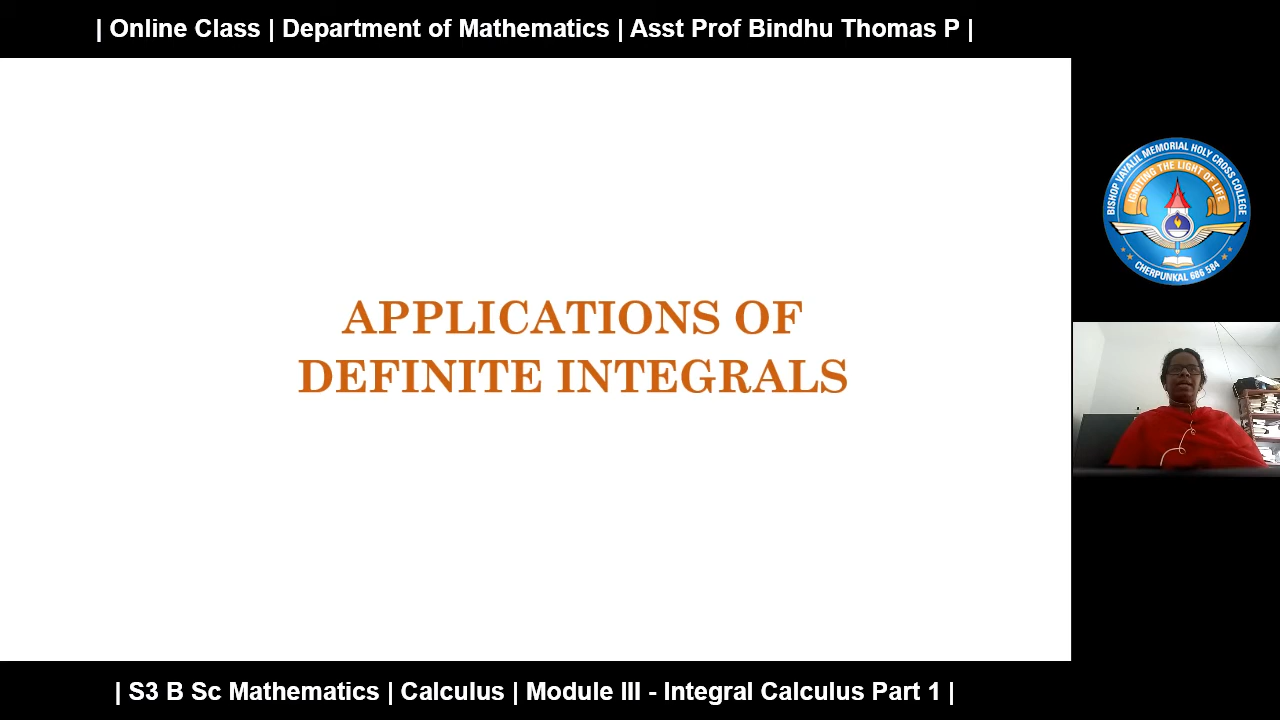 | Online Class | Department of Mathematics | Asst Prof Bindhu Thomas P |
BISHOP VAYALIL MEMORIAL HOLY CROSS COLLEGE
IGNITING THE LIGHT OF LIFE
CHERPUNKAL 686 584
APPLICATIONS OF
DEFINITE INTEGRALS
| S3 B Sc Mathematics | Calculus | Module III - Integral Calculus Part 1 |